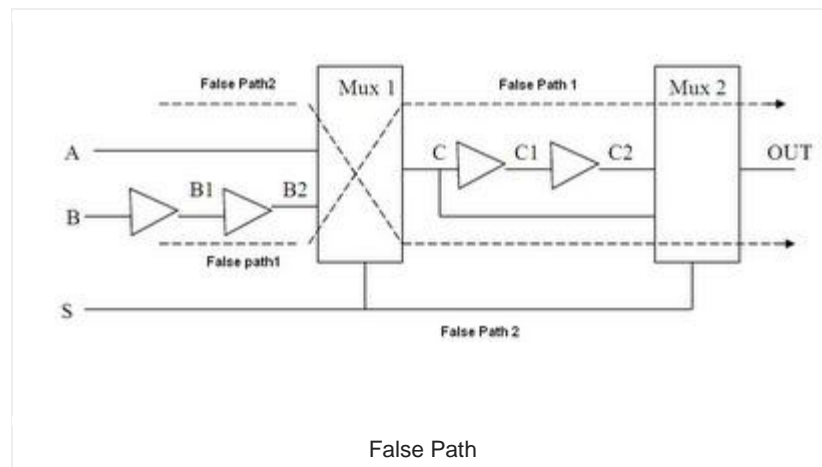 False Path2
Mux 1
False Path 1
Mux 2
A
C
C1
C2
OUT
B1
B2
B
False path1
S
False Path 2
False Path